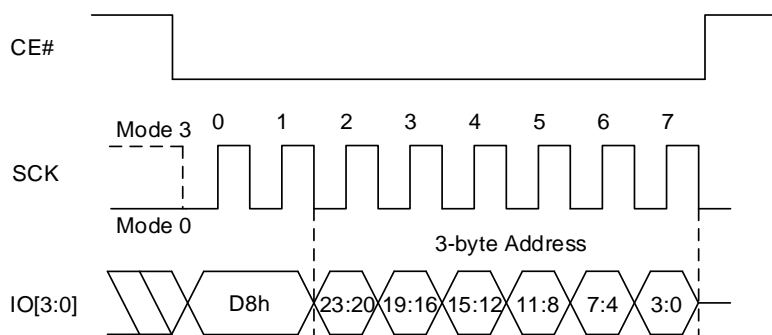 CE#
Mode 3 0 1 2 3 4 5 6 7
SCK
Mode 0
3-byte Address
IO[3:0] D8h 23:20 19:16 15:12 11:8 7:4 3:0